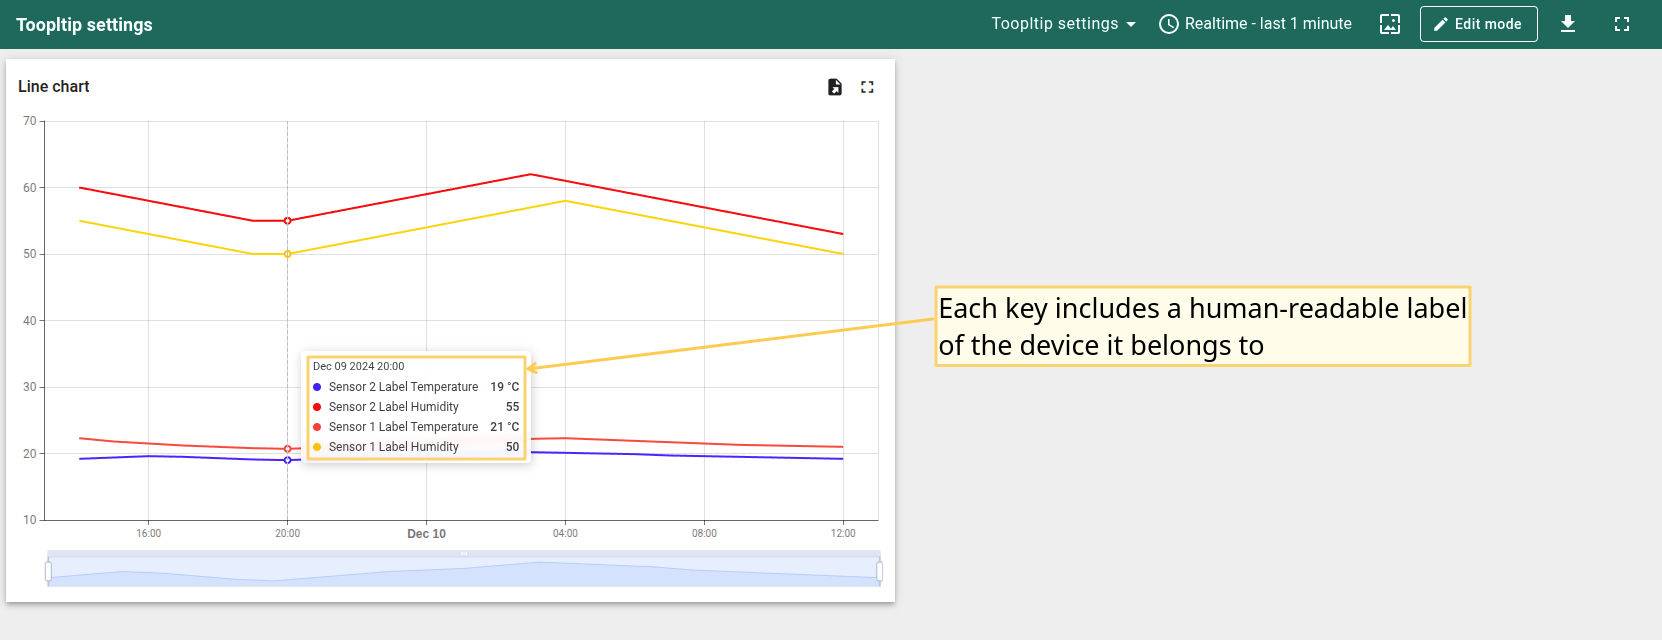 Toopltip settings
Toopltip settings Realtime - last 1 minute Edit mode
Line chart
70
60
50
40
30
20
10
Dec 09 2024 20:00
Sensor 2 Label Temperature 19 °C
Sensor 2 Label Humidity 55
Sensor 1 Label Temperature 21 °C
Sensor 1 Label Humidity 50
16:00 20:00 Dec 10 04:00 08:00 12:00
Each key includes a human-readable label
of the device it belongs to